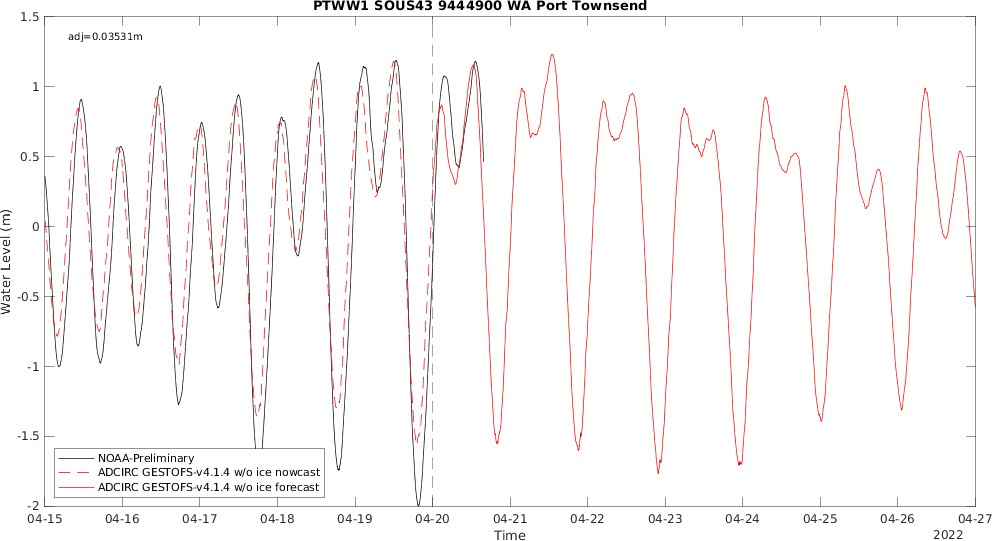 PTWW1 SOUS43 9444900 WA Port Townsend
adj=0.03531m
1.5
1
0.5
0
-0.5
-1
-1.5
-2
Water Level (m)
NOAA-Preliminary
ADCIRC GESTOFS-v4.1.4 w/o ice nowcast
ADCIRC GESTOFS-v4.1.4 w/o ice forecast
04-15 04-16 04-17 04-18 04-19 04-20 04-21 04-22 04-23 04-24 04-25 04-26 04-27
Time
2022